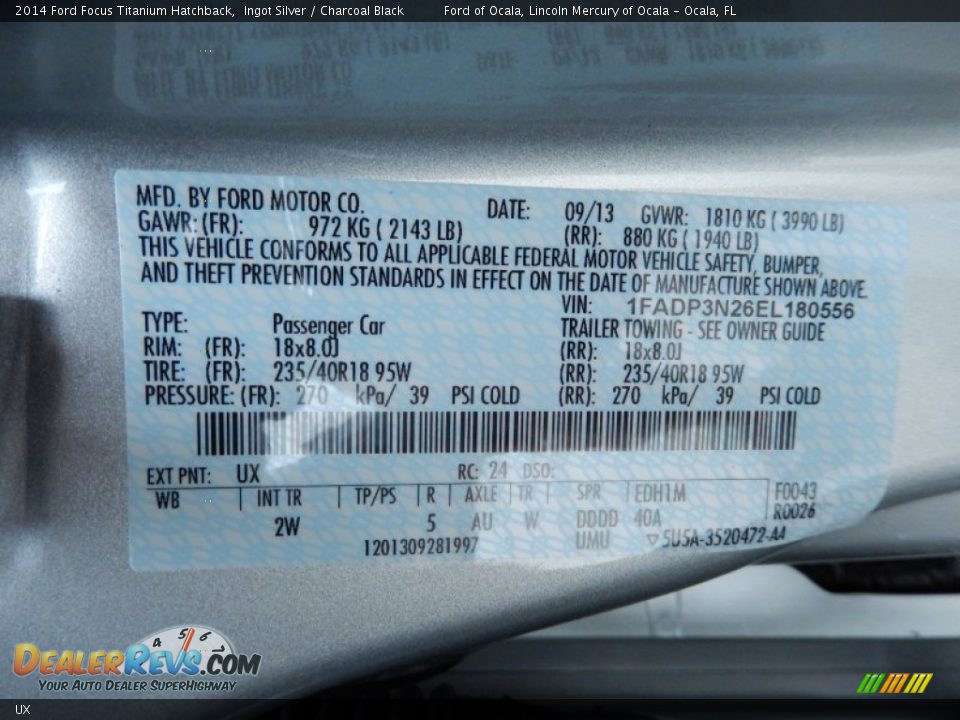 2014 Ford Focus Titanium Hatchback, Ingot Silver / Charcoal Black Ford of Ocala, Lincoln Mercury of Ocala - Ocala, FL
MFD. BY FORD MOTOR CO. DATE: 09/13 GVWR: 1810 KG ( 3990 LB)
GAWR: (FR): 972 KG ( 2143 LB) (RR): 880 KG ( 1940 LB)
THIS VEHICLE CONFORMS TO ALL APPLICABLE FEDERAL MOTOR VEHICLE SAFETY, BUMPER,
AND THEFT PREVENTION STANDARDS IN EFFECT ON THE DATE OF MANUFACTURE SHOWN ABOVE.
VIN: 1FADP3N26EL180556
TYPE: Passenger Car TRAILER TOWING - SEE OWNER GUIDE
RIM: (FR): 18x8.0J (RR): 18x8.0J
TIRE: (FR): 235/40R18 95W (RR): 235/40R18 95W
PRESSURE: (FR): 270 kPa/ 39 PSI COLD (RR): 270 kPa/ 39 PSI COLD
EXT PNT: UX RC: 24 DSO:
WB INT TR TP/PS R AXLE TR SPR EDH1M F0043
2W 5 AU W DDDD 40A R0026
1201309281997 UMU ▽5U5A-3520472-AA
4 5 6
DealerRevs.com
Your Auto Dealer SuperHighway
UX